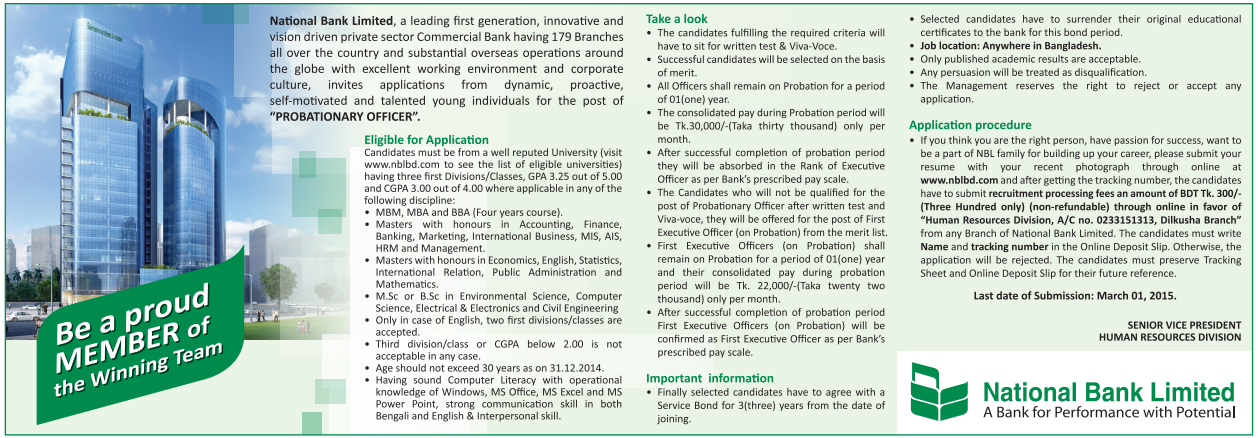 National Bank Limited, a leading first generation, innovative and
vision driven private sector Commercial Bank having 179 Branches
all over the country and substantial overseas operations around
the globe with excellent working environment and corporate
culture, invites applications from dynamic, proactive,
self-motivated and talented young individuals for the post of
“PROBATIONARY OFFICER”.
Eligible for Application
Candidates must be from a well reputed University (visit
www.nblbd.com to see the list of eligible universities)
having three first Divisions/Classes, GPA 3.25 out of 5.00
and CGPA 3.00 out of 4.00 where applicable in any of the
following discipline:
• MBM, MBA and BBA (Four years course).
• Masters with honours in Accounting, Finance,
Banking, Marketing, International Business, MIS, AIS,
HRM and Management.
• Masters with honours in Economics, English, Statistics,
International Relation, Public Administration and
Mathematics.
• M.Sc or B.Sc in Environmental Science, Computer
Science, Electrical & Electronics and Civil Engineering
• Only in case of English, two first divisions/classes are
accepted.
• Third division/class or CGPA below 2.00 is not
acceptable in any case.
• Age should not exceed 30 years as on 31.12.2014.
• Having sound Computer Literacy with operational
knowledge of Windows, MS Office, MS Excel and MS
Power Point, strong communication skill in both
Bengali and English & Interpersonal skill.
Be a proud
MEMBER of
the Winning Team
Take a look
• The candidates fulfilling the required criteria will
have to sit for written test & Viva-Voce.
• Successful candidates will be selected on the basis
of merit.
• All Officers shall remain on Probation for a period
of 01(one) year.
• The consolidated pay during Probation period will
be Tk.30,000/-(Taka thirty thousand) only per
month.
• After successful completion of probation period
they will be absorbed in the Rank of Executive
Officer as per Bank’s prescribed pay scale.
• The Candidates who will not be qualified for the
post of Probationary Officer after written test and
Viva-voce, they will be offered for the post of First
Executive Officer (on Probation) from the merit list.
• First Executive Officers (on Probation) shall
remain on Probation for a period of 01(one) year
and their consolidated pay during probation
period will be Tk. 22,000/-(Taka twenty two
thousand) only per month.
• After successful completion of probation period
First Executive Officers (on Probation) will be
confirmed as First Executive Officer as per Bank’s
prescribed pay scale.
Important information
• Finally selected candidates have to agree with a
Service Bond for 3(three) years from the date of
joining.
• Selected candidates have to surrender their original educational
certificates to the bank for this bond period.
• Job location: Anywhere in Bangladesh.
• Only published academic results are acceptable.
• Any persuasion will be treated as disqualification.
• The Management reserves the right to reject or accept any
application.
Application procedure
• If you think you are the right person, have passion for success, want to
be a part of NBL family for building up your career, please submit your
resume with your recent photograph through online at
www.nblbd.com and after getting the tracking number, the candidates
have to submit recruitment processing fees an amount of BDT Tk. 300/-
(Three Hundred only) (non-refundable) through online in favor of
“Human Resources Division, A/C no. 0233151313, Dilkusha Branch”
from any Branch of National Bank Limited. The candidates must write
Name and tracking number in the Online Deposit Slip. Otherwise, the
application will be rejected. The candidates must preserve Tracking
Sheet and Online Deposit Slip for their future reference.
Last date of Submission: March 01, 2015.
SENIOR VICE PRESIDENT
HUMAN RESOURCES DIVISION
National Bank Limited
A Bank for Performance with Potential